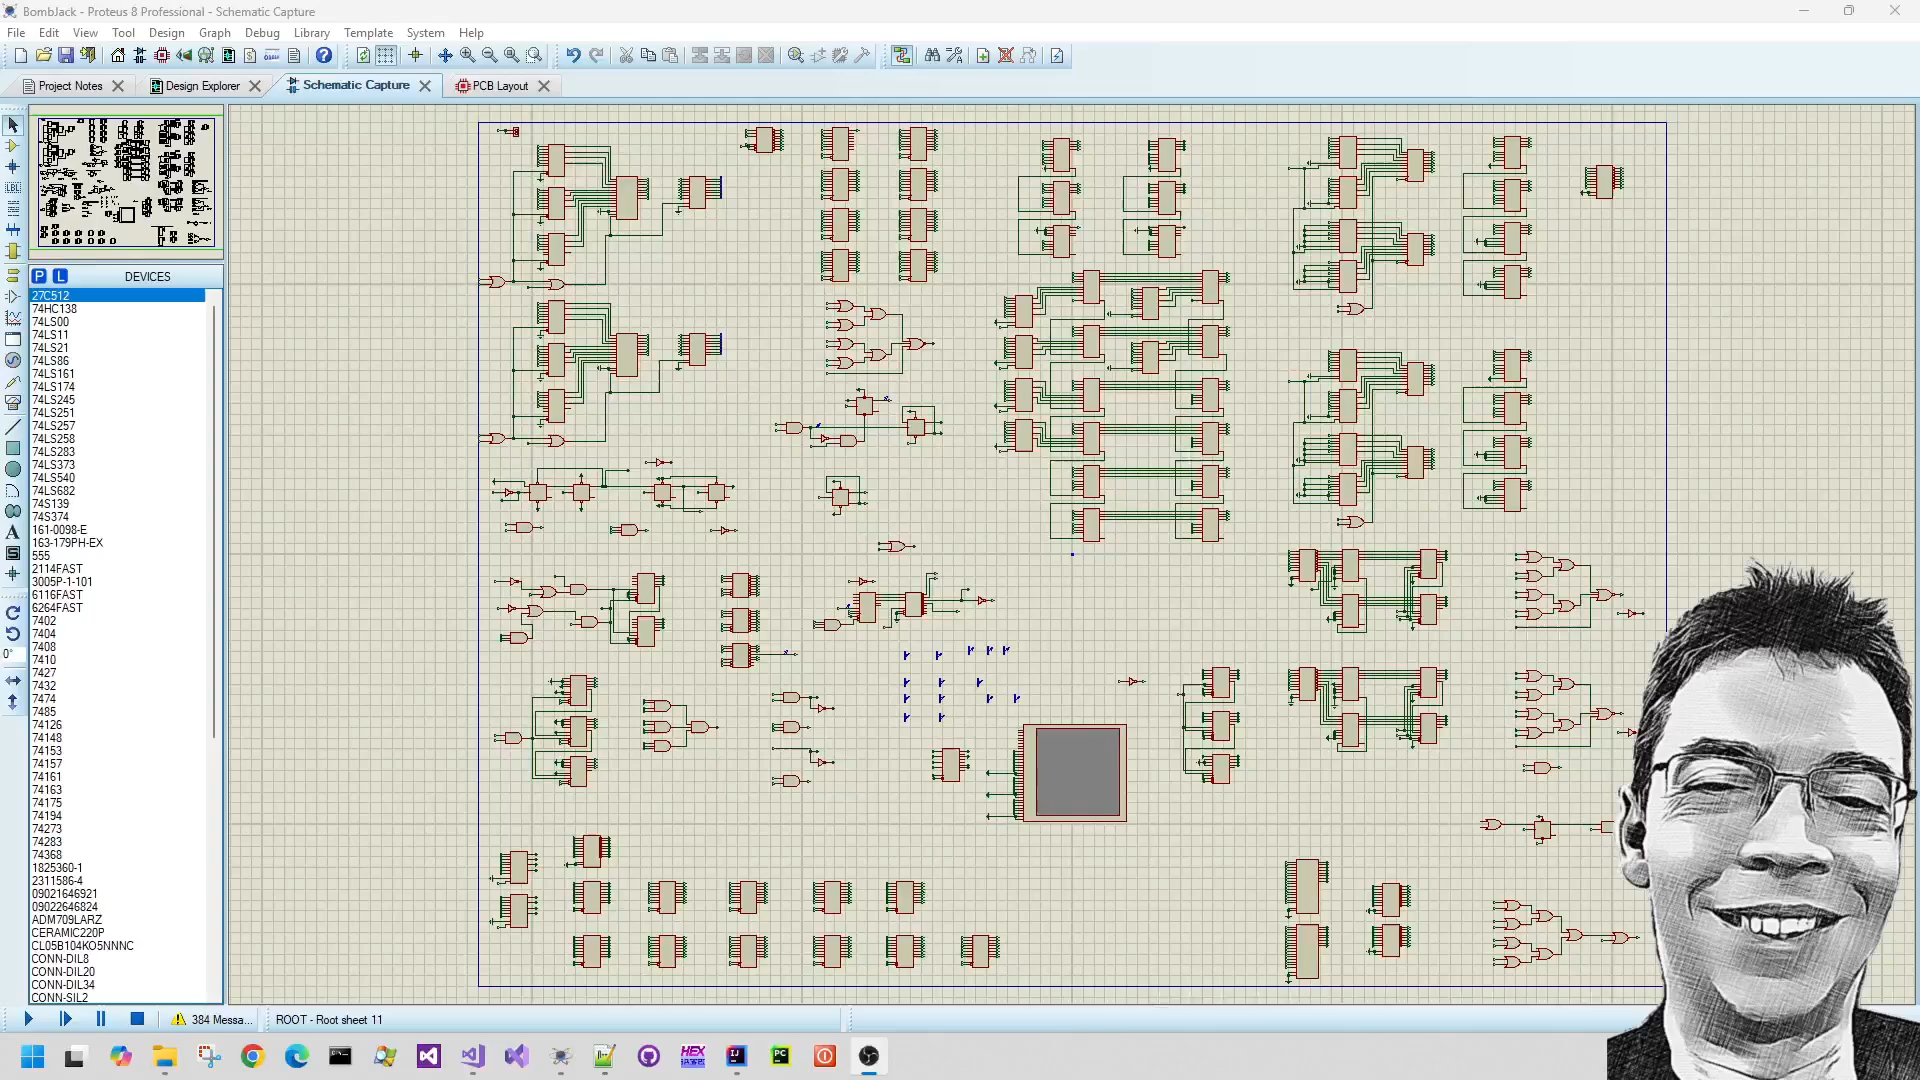 BombJack - Proteus 8 Professional - Schematic Capture
File Edit View Tool Design Graph Debug Library Template System Help
Project Notes Design Explorer Schematic Capture PCB Layout
LBL
0°
P L DEVICES
27C512
74HC138
74LS00
74LS11
74LS21
74LS86
74LS161
74LS174
74LS245
74LS251
74LS257
74LS258
74LS283
74LS373
74LS540
74LS682
74S139
74S374
161-0098-E
163-179PH-EX
555
2114FAST
3005P-1-101
6116FAST
6264FAST
7402
7404
7408
7410
7427
7432
7474
7485
74126
74148
74153
74157
74161
74163
74175
74194
74273
74283
74368
1825360-1
2311586-4
09021646921
09022646824
ADM709LARZ
CERAMIC220P
CL05B104KO5NNNC
CONN-DIL8
CONN-DIL20
CONN-DIL34
CONN-SIL2
384 Messa... ROOT - Root sheet 11
HEX IJ PC